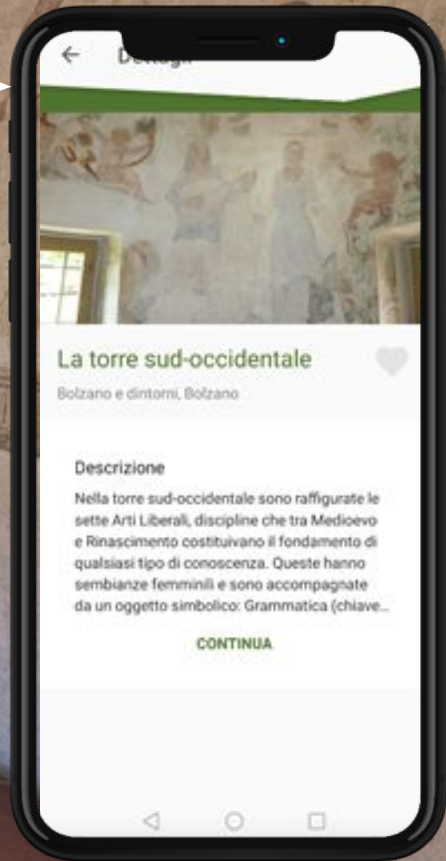 La torre sud-occidentale
Bolzano e dintorni, Bolzano
Descrizione
Nella torre sud-occidentale sono raffigurate le
sette Arti Liberali, discipline che tra Medioevo
e Rinascimento costituivano il fondamento di
qualsiasi tipo di conoscenza. Queste hanno
sembianze femminili e sono accompagnate
da un oggetto simbolico: Grammatica (chiave...
CONTINUA